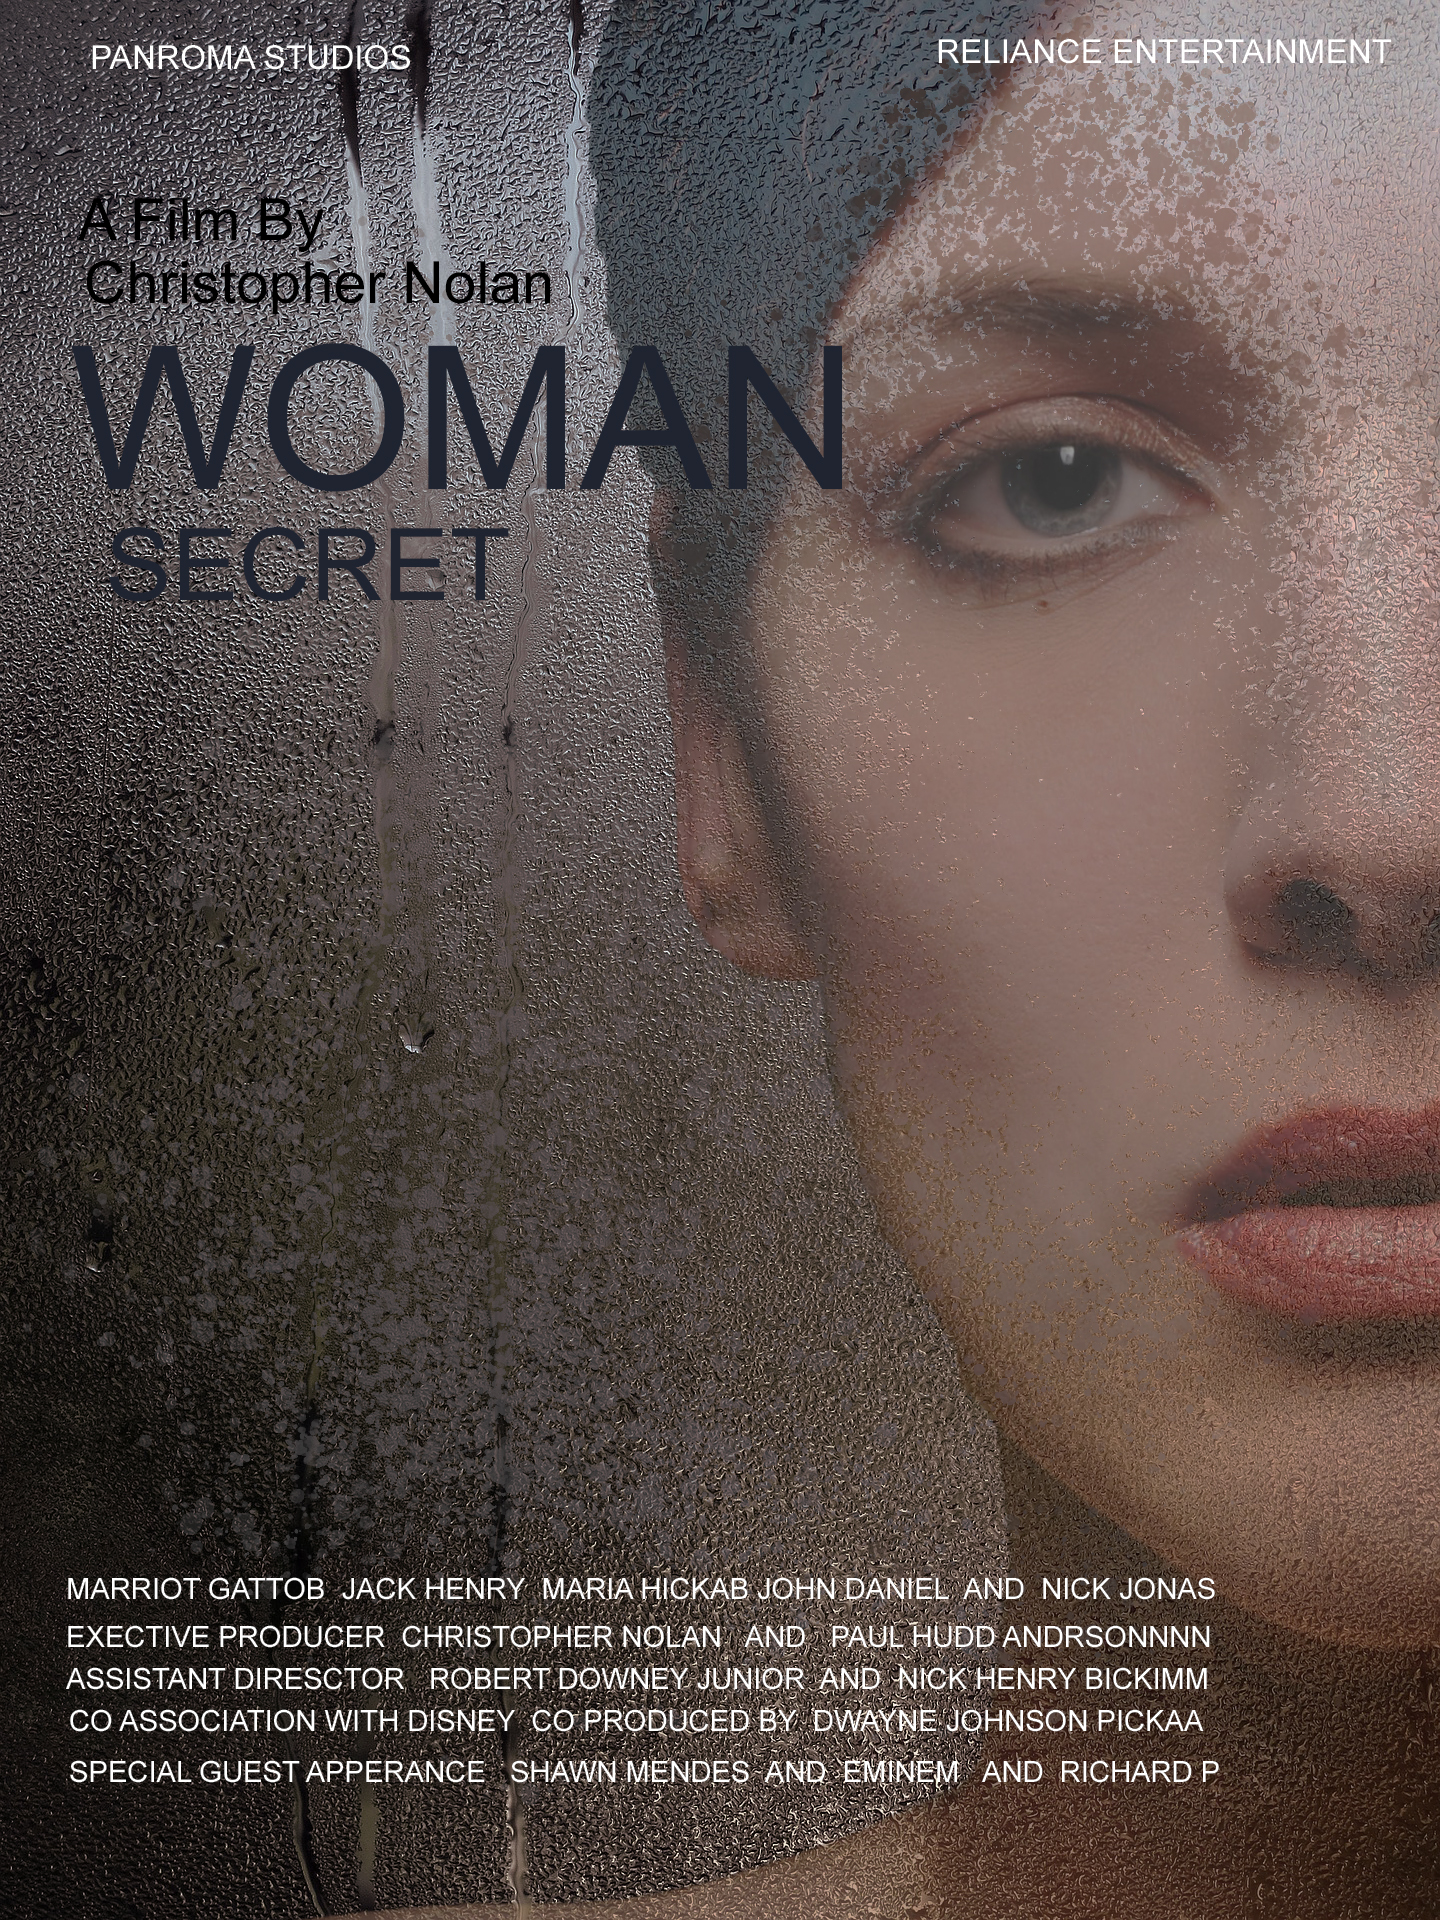 PANROMA STUDIOS
RELIANCE ENTERTAINMENT
A Film By
Christopher Nolan
WOMAN
SECRET
MARRIOT GATTOB JACK HENRY MARIA HICKAB JOHN DANIEL AND NICK JONAS
EXECTIVE PRODUCER CHRISTOPHER NOLAN AND PAUL HUDD ANDRSONNNN
ASSISTANT DIRESCTOR ROBERT DOWNEY JUNIOR AND NICK HENRY BICKIMM
CO ASSOCIATION WITH DISNEY CO PRODUCED BY DWAYNE JOHNSON PICKAA
SPECIAL GUEST APPERANCE SHAWN MENDES AND EMINEM AND RICHARD P